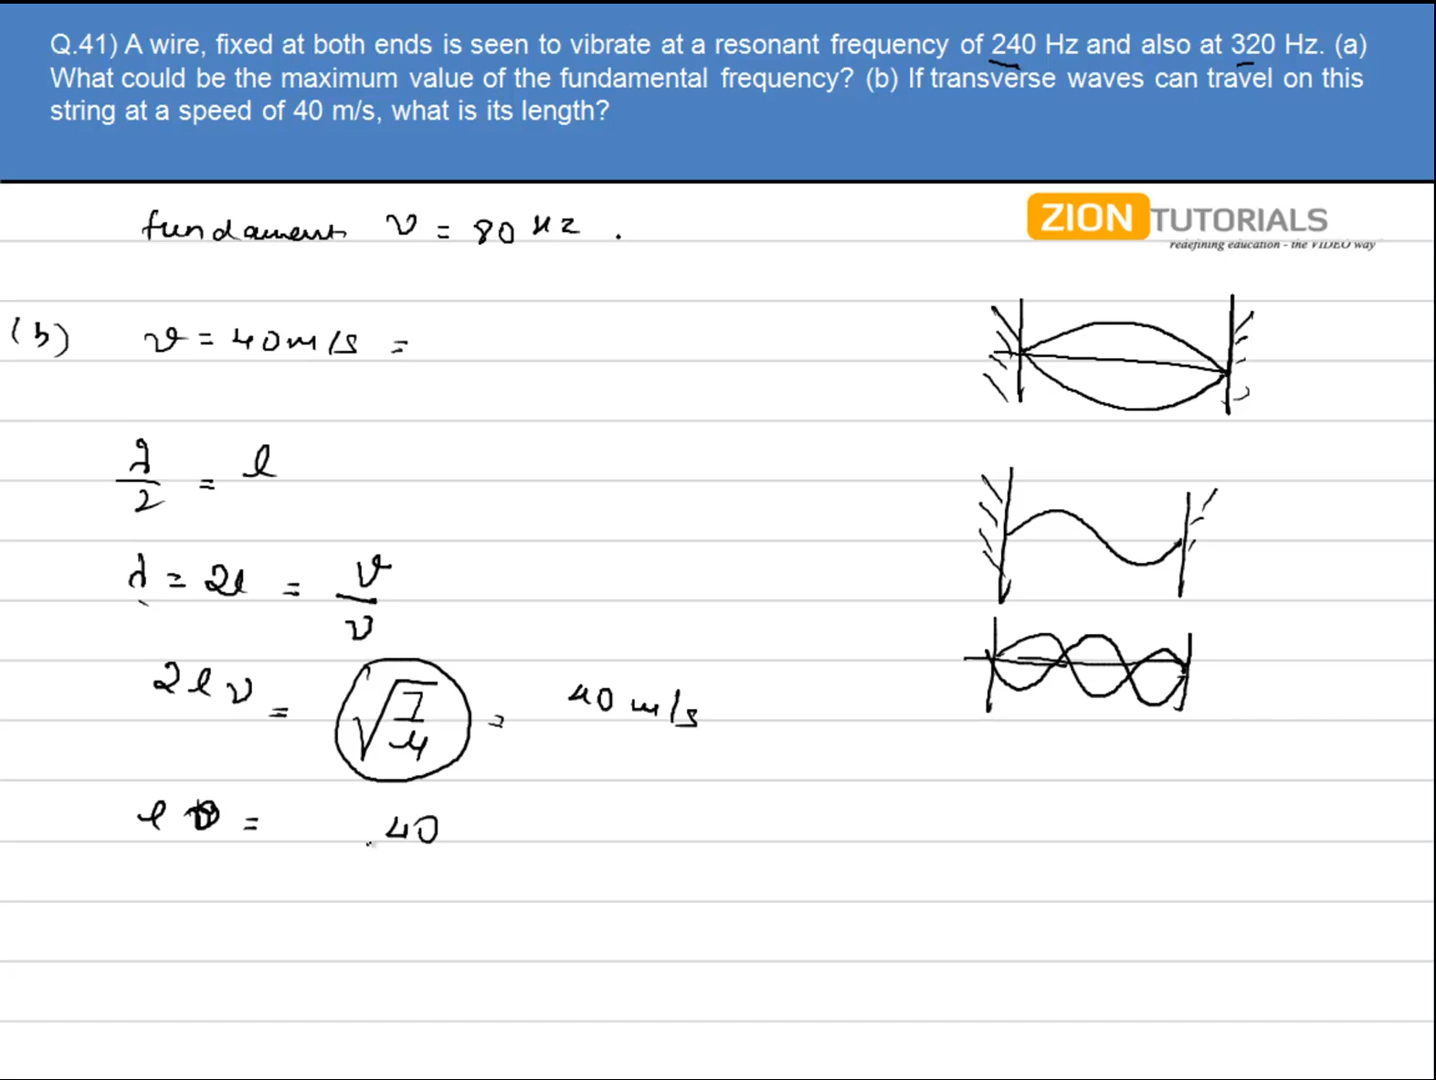 Q.41) A wire, fixed at both ends is seen to vibrate at a resonant frequency of 240 Hz and also at 320 Hz. (a)
What could be the maximum value of the fundamental frequency? (b) If transverse waves can travel on this
string at a speed of 40 m/s, what is its length?
ZION TUTORIALS
redefining education - the VIDEO way
ν = 80 Hz .
(b) v = 40 m/s =
λ/2 = l
λ = 2l = v/ν
2lν = √(T/μ) = 40 m/s
l = 40